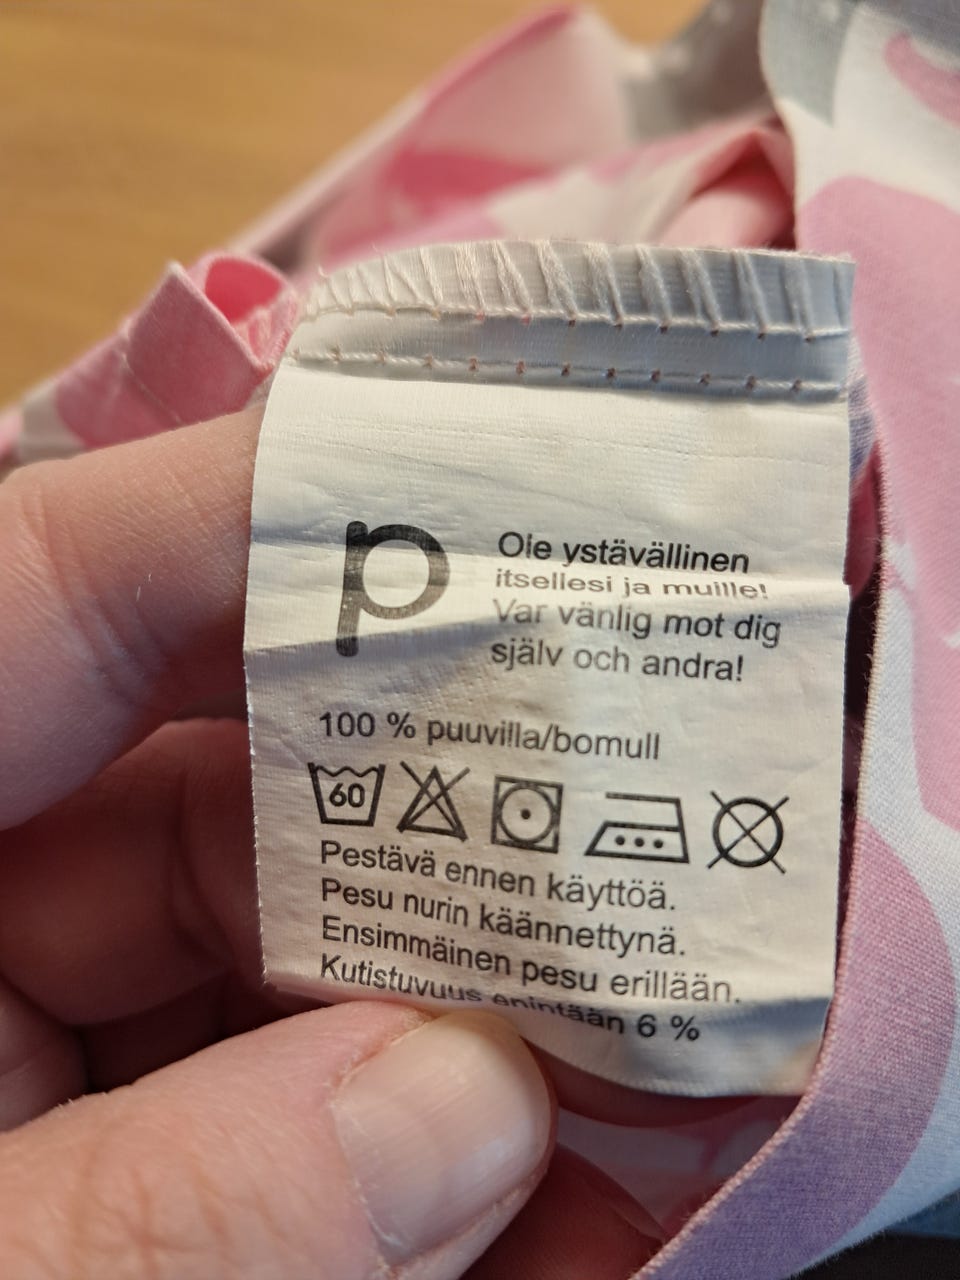 p
Ole ystävällinen
itsellesi ja muille!
Var vänlig mot dig
själv och andra!
100 % puuvilla/bomull
60
Pestävä ennen käyttöä.
Pesu nurin käännettynä.
Ensimmäinen pesu erillään.
Kutistuvuus enintään 6 %